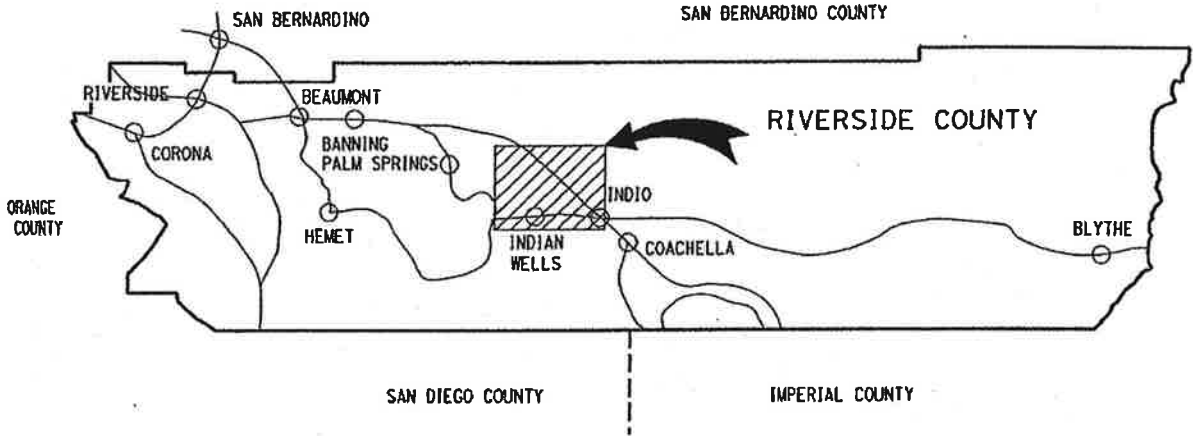 SAN BERNARDINO
SAN BERNARDINO COUNTY
RIVERSIDE
BEAUMONT
RIVERSIDE COUNTY
CORONA
BANNING
PALM SPRINGS
ORANGE
COUNTY
HEMET
INDIAN
WELLS
INDIO
COACHELLA
BLYTHE
SAN DIEGO COUNTY
IMPERIAL COUNTY